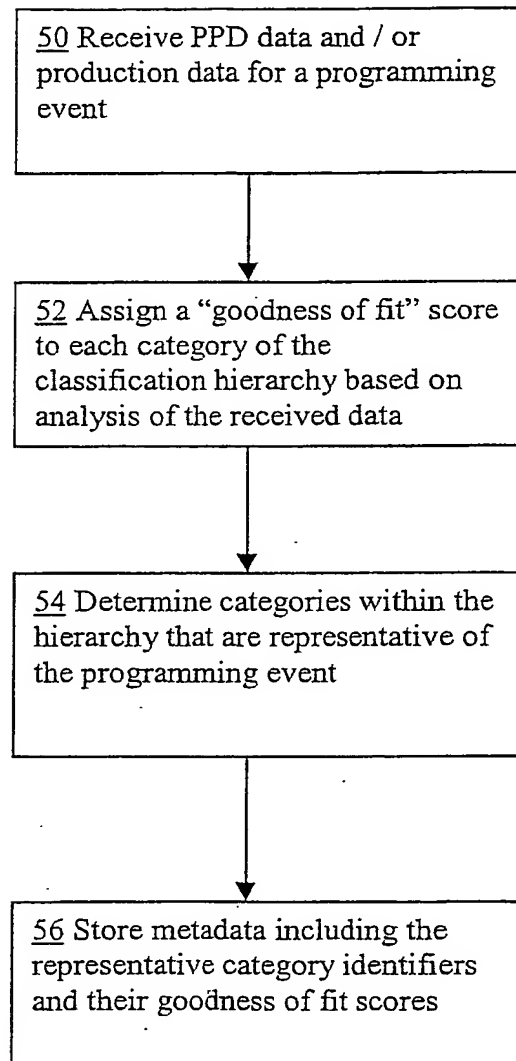 50 Receive PPD data and / or
production data for a programming
event
52 Assign a “goodness of fit” score
to each category of the
classification hierarchy based on
analysis of the received data
54 Determine categories within the
hierarchy that are representative of
the programming event
56 Store metadata including the
representative category identifiers
and their goodness of fit scores